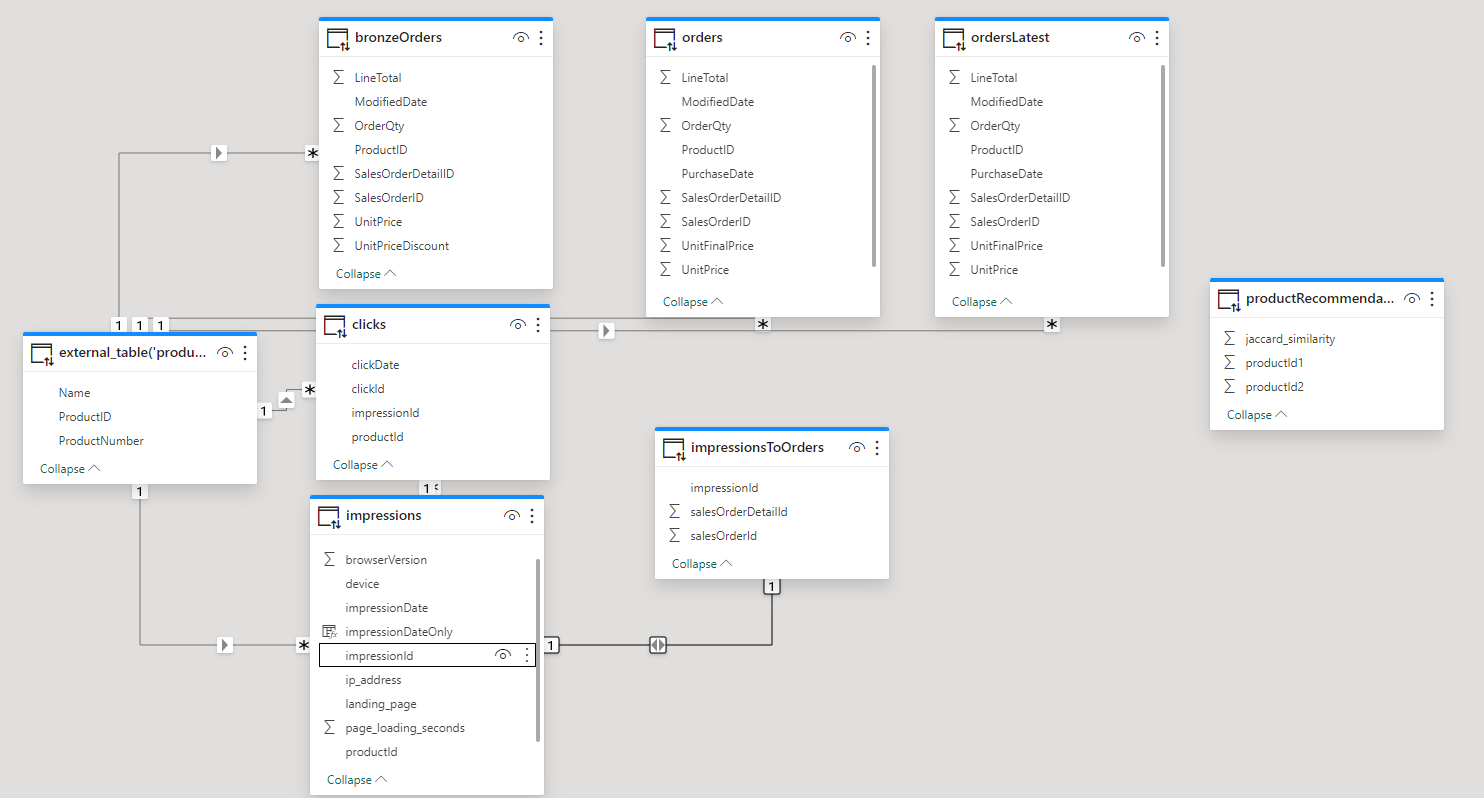 bronzeOrders
LineTotal
ModifiedDate
OrderQty
ProductID
SalesOrderDetailID
SalesOrderID
UnitPrice
UnitPriceDiscount
Collapse
orders
LineTotal
ModifiedDate
OrderQty
ProductID
PurchaseDate
SalesOrderDetailID
SalesOrderID
UnitFinalPrice
UnitPrice
Collapse
ordersLatest
LineTotal
ModifiedDate
OrderQty
ProductID
PurchaseDate
SalesOrderDetailID
SalesOrderID
UnitFinalPrice
UnitPrice
Collapse
productRecommenda...
jaccard_similarity
productId1
productId2
Collapse
1 1 1
*
*
*
external_table('produ...
Name
ProductID
ProductNumber
Collapse
1
*
1
clicks
clickDate
clickId
impressionId
productId
Collapse
1
impressions
browserVersion
device
impressionDate
impressionDateOnly
impressionId
ip_address
landing_page
page_loading_seconds
productId
Collapse
*
1
impressionsToOrders
impressionId
salesOrderDetailId
salesOrderId
Collapse
1